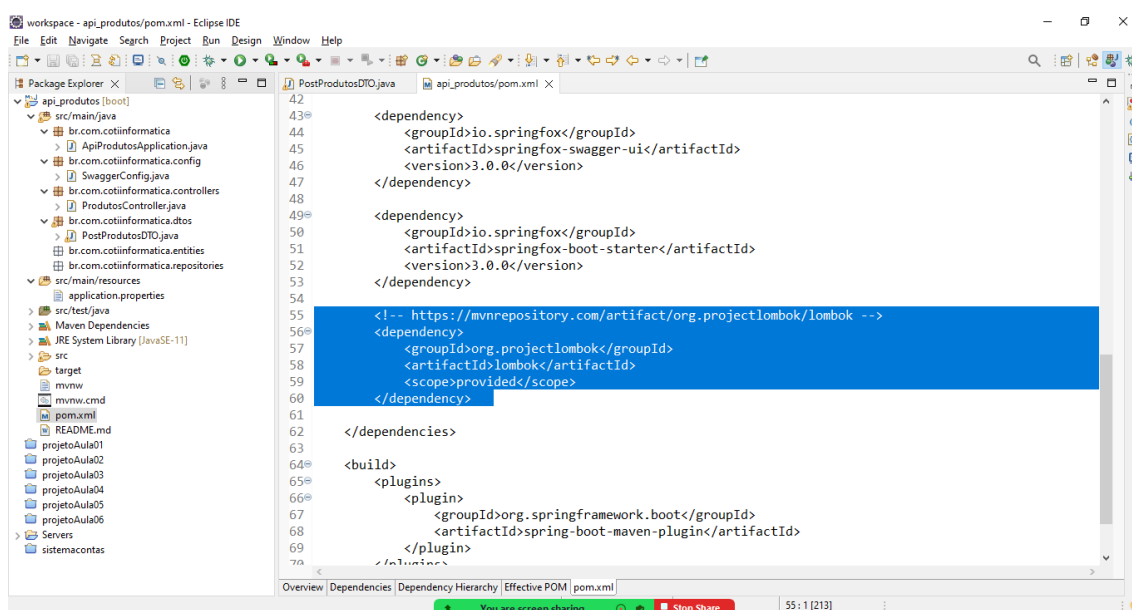 workspace - api_produtos/pom.xml - Eclipse IDE
File Edit Navigate Search Project Run Design Window Help
Package Explorer
api_produtos [boot]
src/main/java
br.com.cotiinformatica
ApiProdutosApplication.java
br.com.cotiinformatica.config
SwaggerConfig.java
br.com.cotiinformatica.controllers
ProdutosController.java
br.com.cotiinformatica.dtos
PostProdutosDTO.java
br.com.cotiinformatica.entities
br.com.cotiinformatica.repositories
src/main/resources
application.properties
src/test/java
Maven Dependencies
JRE System Library [JavaSE-11]
src
target
mvnw
mvnw.cmd
pom.xml
README.md
projetoAula01
projetoAula02
projetoAula03
projetoAula04
projetoAula05
projetoAula06
Servers
sistemacontas
PostProdutosDTO.java api_produtos/pom.xml
42
43 <dependency>
44 <groupId>io.springfox</groupId>
45 <artifactId>springfox-swagger-ui</artifactId>
46 <version>3.0.0</version>
47 </dependency>
48
49 <dependency>
50 <groupId>io.springfox</groupId>
51 <artifactId>springfox-boot-starter</artifactId>
52 <version>3.0.0</version>
53 </dependency>
54
55 <!-- https://mvnrepository.com/artifact/org.projectlombok/lombok -->
56 <dependency>
57 <groupId>org.projectlombok</groupId>
58 <artifactId>lombok</artifactId>
59 <scope>provided</scope>
60 </dependency>
61
62 </dependencies>
63
64 <build>
65 <plugins>
66 <plugin>
67 <groupId>org.springframework.boot</groupId>
68 <artifactId>spring-boot-maven-plugin</artifactId>
69 </plugin>
70 </plugins>
Overview Dependencies Dependency Hierarchy Effective POM pom.xml
You are screen sharing Stop Share
55 : 1 [213]